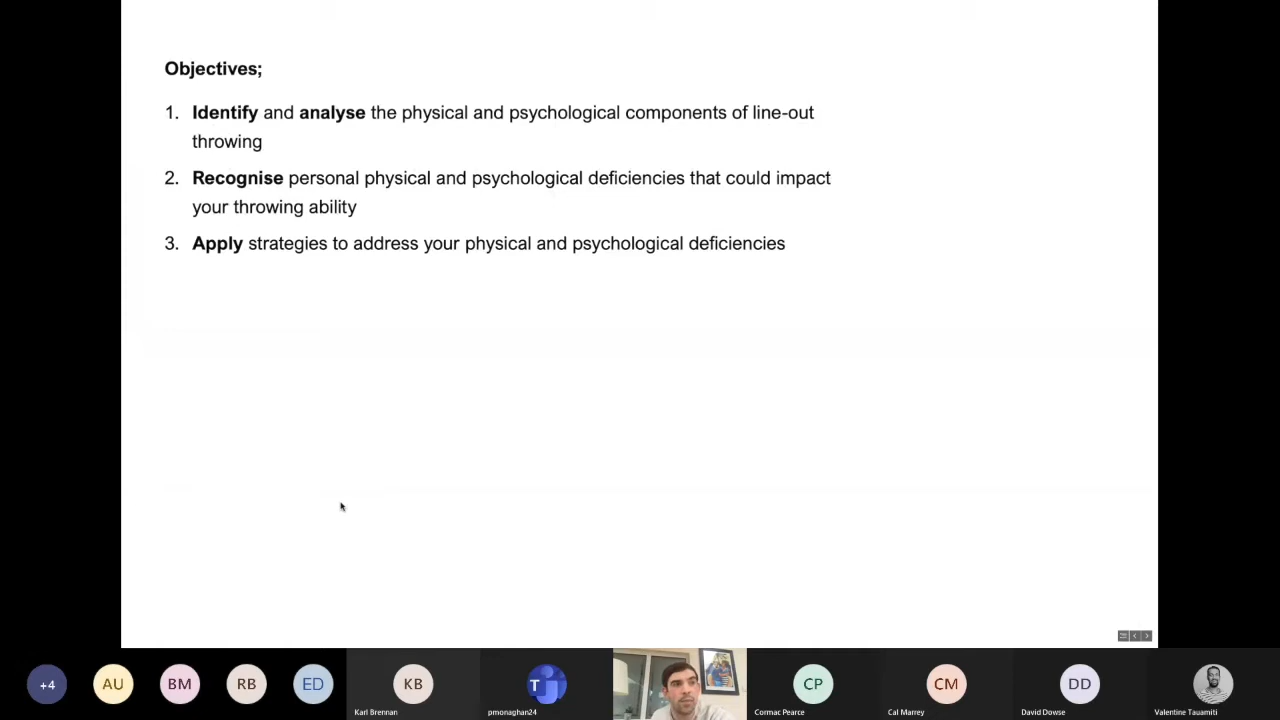 Objectives;
1. Identify and analyse the physical and psychological components of line-out
throwing
2. Recognise personal physical and psychological deficiencies that could impact
your throwing ability
3. Apply strategies to address your physical and psychological deficiencies
+4 AU BM RB ED KB T CP CM DD
Karl Brennan pmonaghan24 Cormac Pearce Cal Marrey David Dowse Valentine Tauamiti